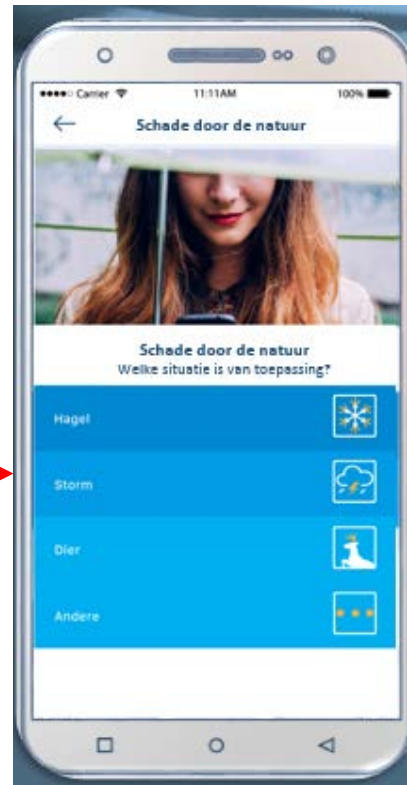 Carrier 11:11AM 100%
Schade door de natuur
Schade door de natuur
Welke situatie is van toepassing?
Hagel
Storm
Dier
Andere